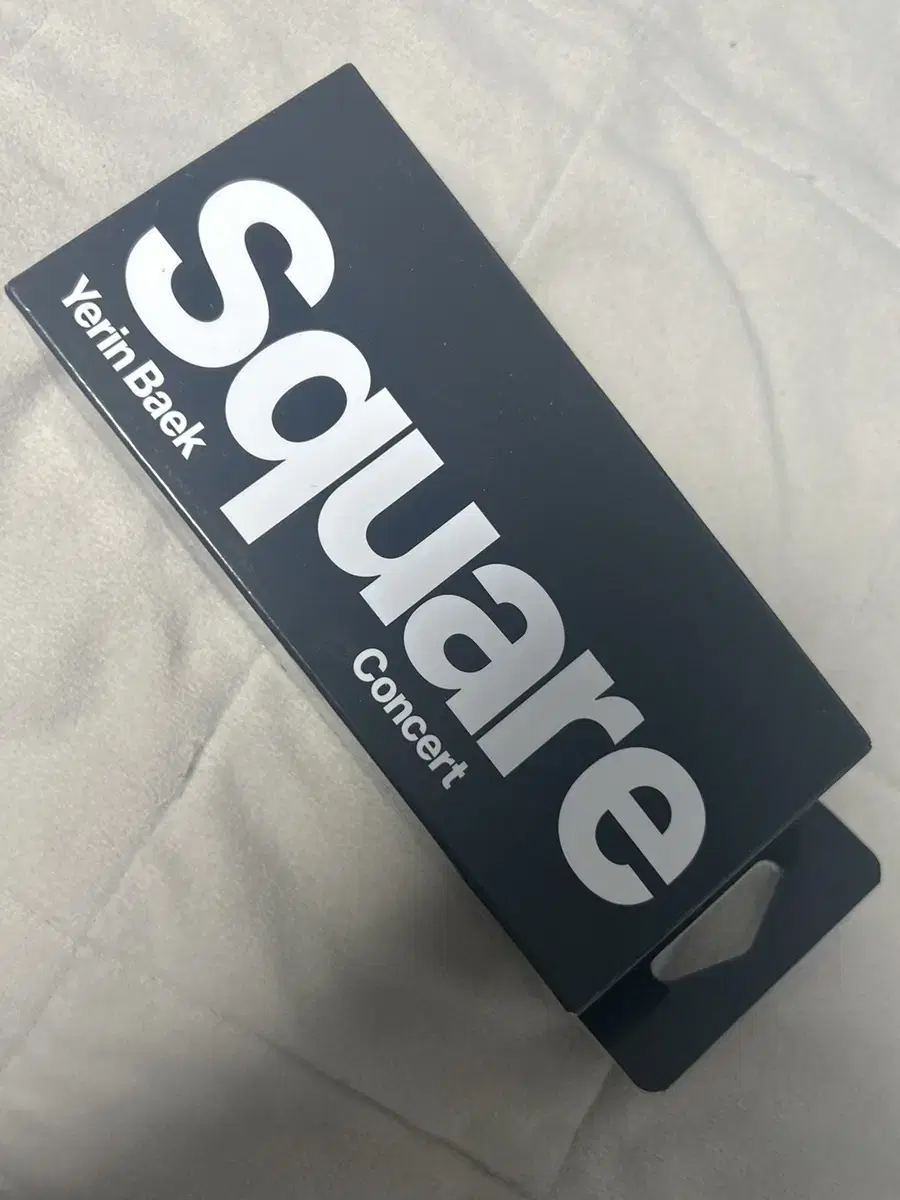 square
Yerin Baek
Concert